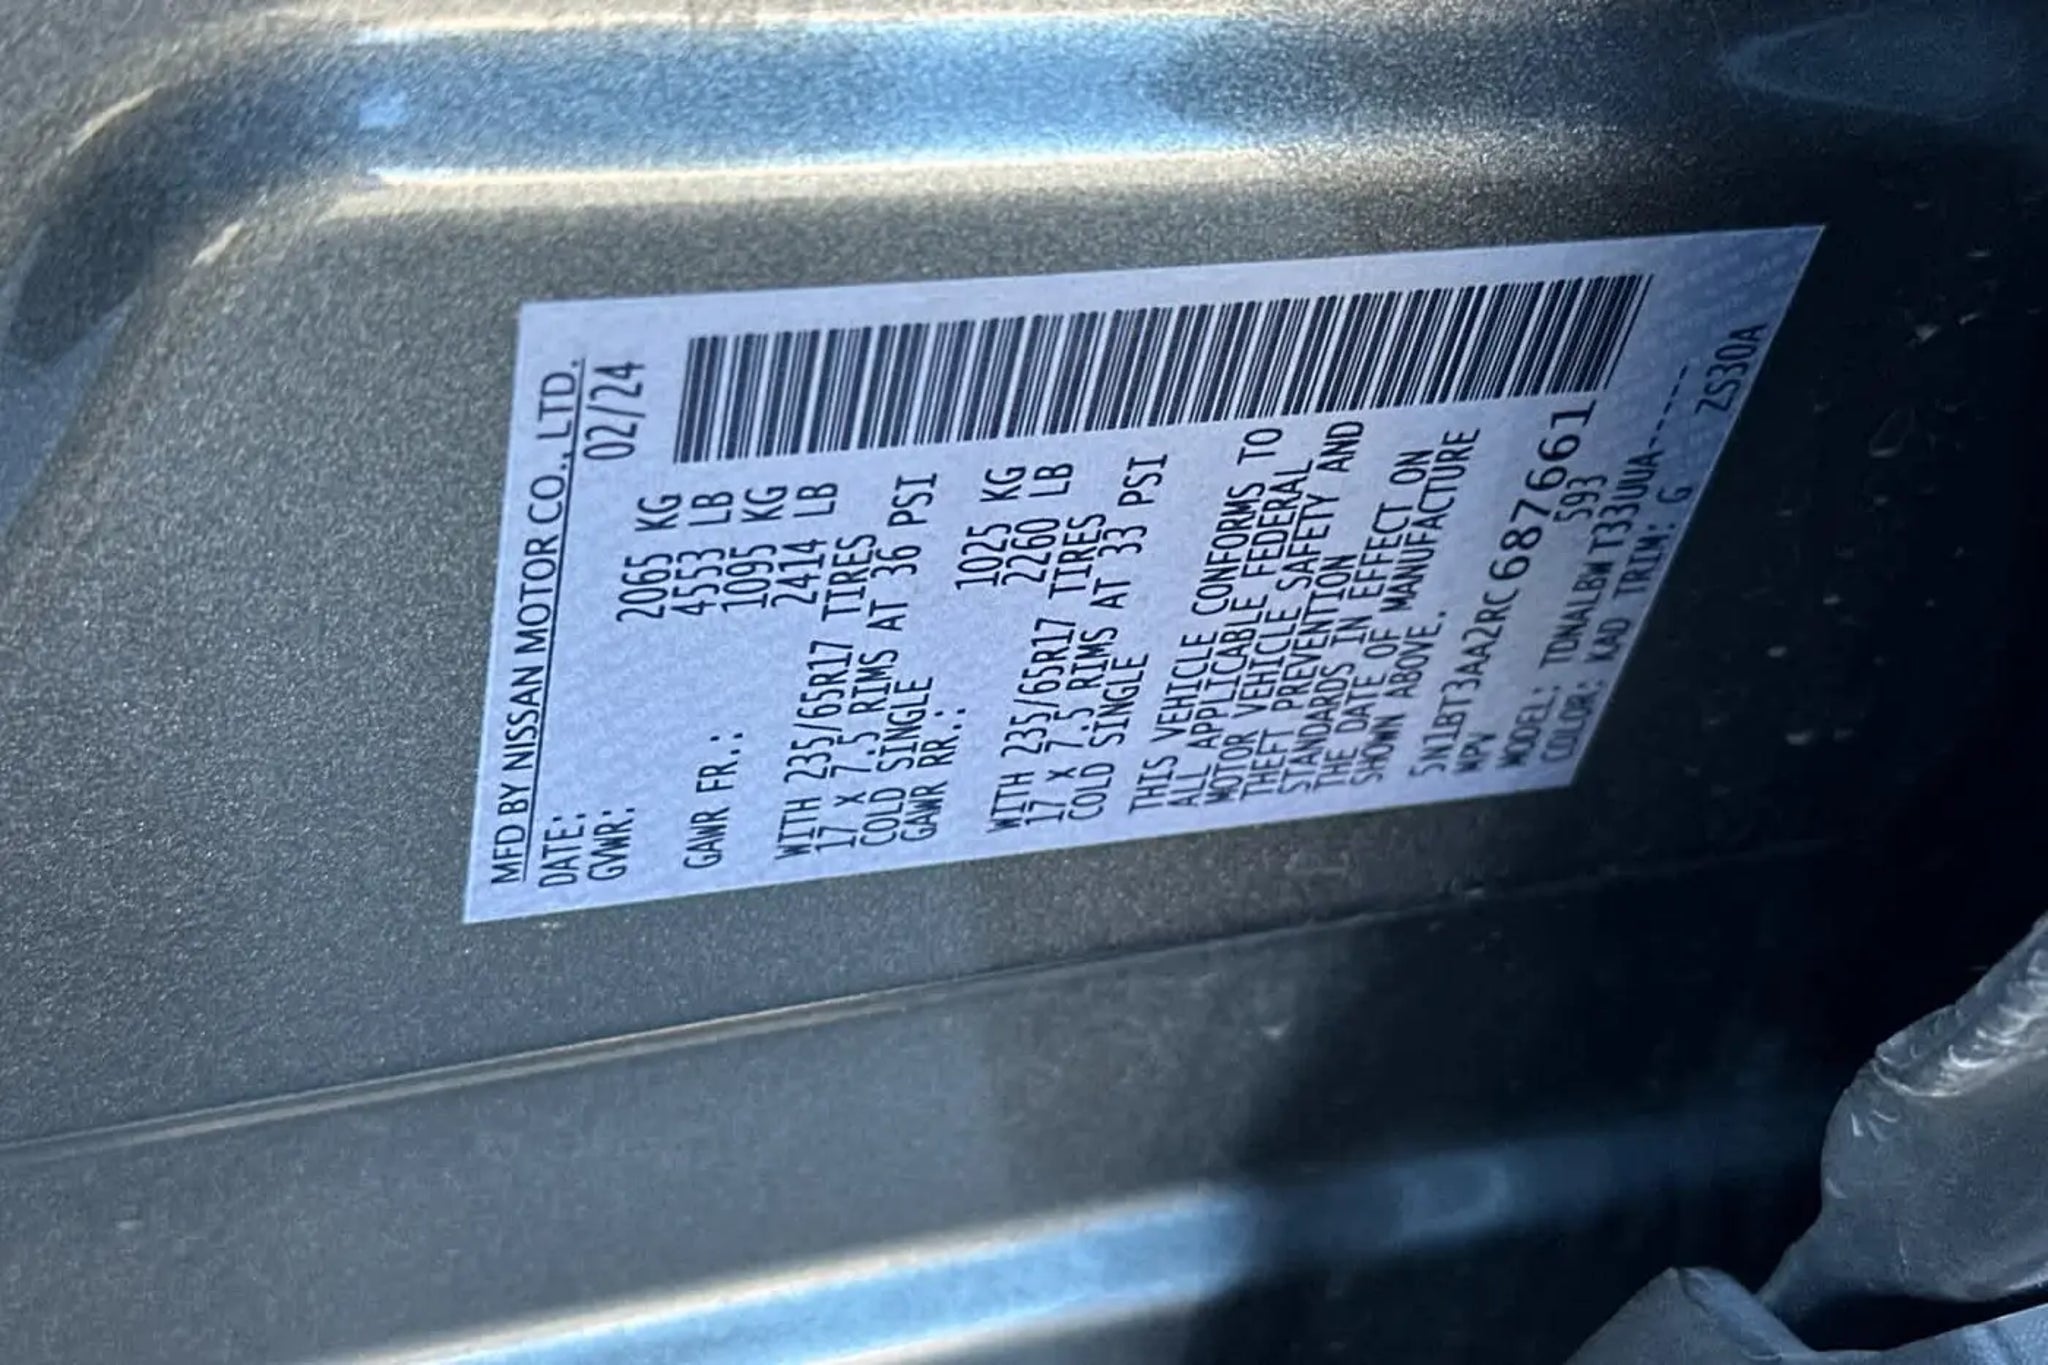 MFD BY NISSAN MOTOR CO., LTD.
DATE: 02/24
GVWR: 2065 KG
4553 LB
GAWR FR.: 1095 KG
2414 LB
WITH 235/65R17 TIRES
17 X 7.5 RIMS AT 36 PSI
COLD SINGLE
GAWR RR.: 1025 KG
2260 LB
WITH 235/65R17 TIRES
17 X 7.5 RIMS AT 33 PSI
COLD SINGLE
THIS VEHICLE CONFORMS TO
ALL APPLICABLE FEDERAL
MOTOR VEHICLE SAFETY AND
THEFT PREVENTION
STANDARDS IN EFFECT ON
THE DATE OF MANUFACTURE
SHOWN ABOVE.
5N1BT3AA2RC687661
MPV 593
MODEL: TDNALBWT33UUA-----
COLOR: KAD TRIM: G ZS30A